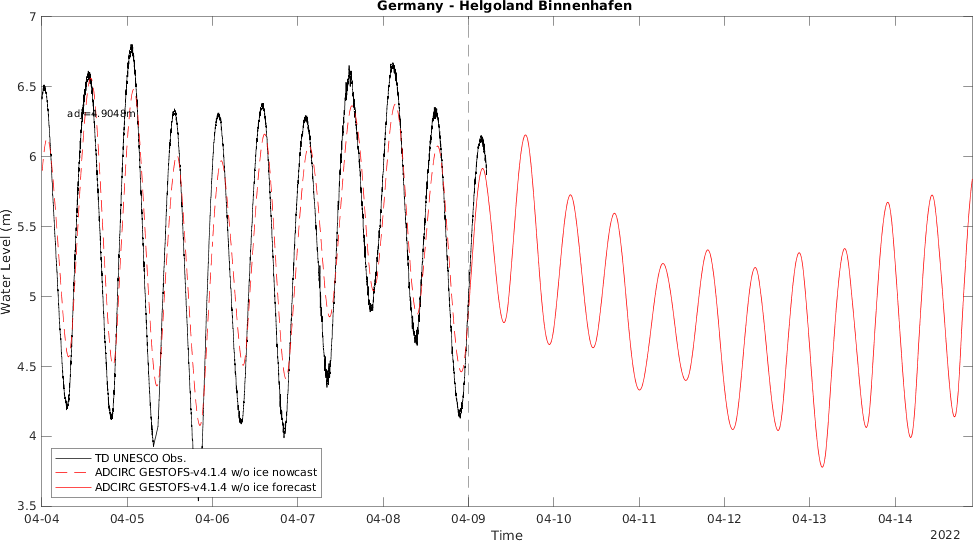 Germany - Helgoland Binnenhafen
7
6.5
6
5.5
5
4.5
4
3.5
Water Level (m)
adj=4.9048m
TD UNESCO Obs.
ADCIRC GESTOFS-v4.1.4 w/o ice nowcast
ADCIRC GESTOFS-v4.1.4 w/o ice forecast
04-04 04-05 04-06 04-07 04-08 04-09 04-10 04-11 04-12 04-13 04-14
Time
2022